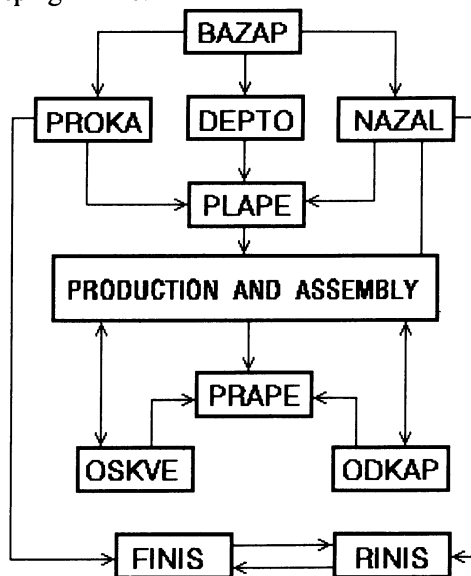 BAZAP
PROKA DEPTO NAZAL
PLAPE
PRODUCTION AND ASSEMBLY
PRAPE
OSKVE ODKAP
FINIS RINIS